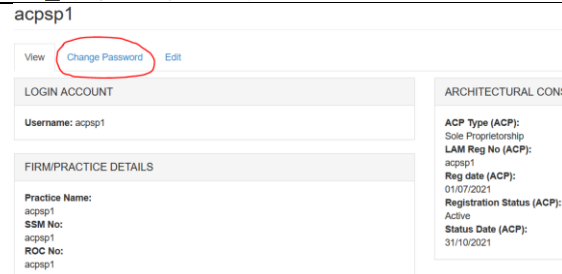 acpsp1
View Change Password Edit
LOGIN ACCOUNT
Username: acpsp1
FIRM/PRACTICE DETAILS
Practice Name:
acpsp1
SSM No:
acpsp1
ROC No:
acpsp1
ARCHITECTURAL CONS
ACP Type (ACP):
Sole Proprietorship
LAM Reg No (ACP):
acpsp1
Reg date (ACP):
01/07/2021
Registration Status (ACP):
Active
Status Date (ACP):
31/10/2021